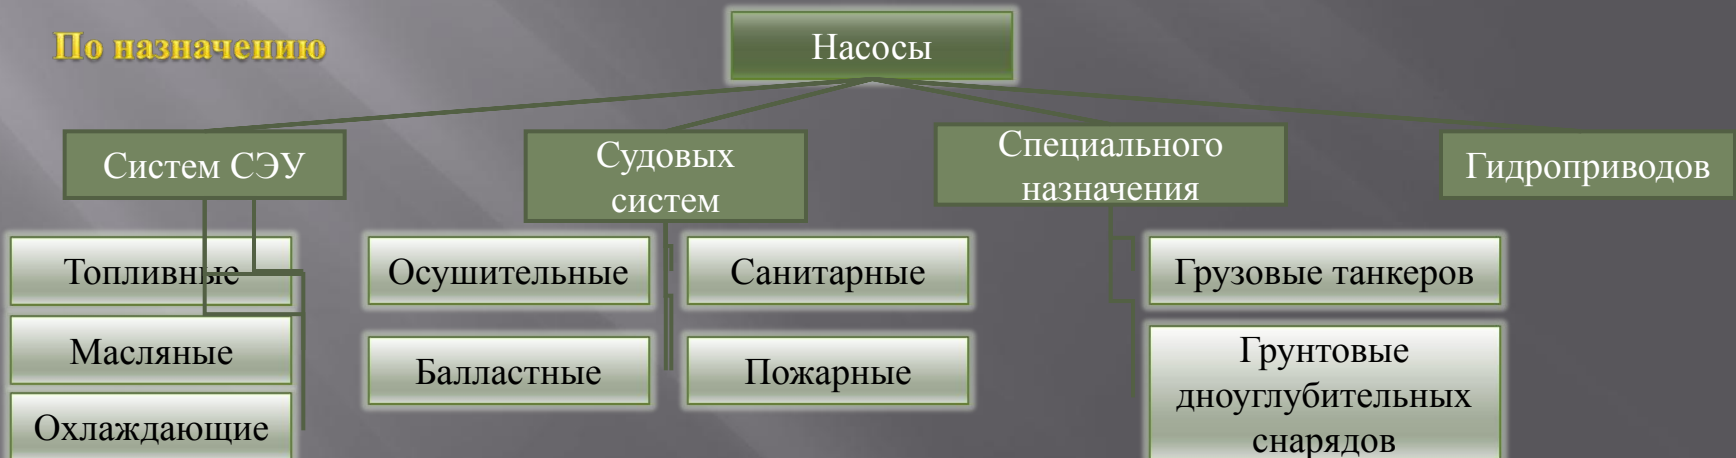 По назначению
Насосы
Систем СЭУ
Судовых
систем
Специального
назначения
Гидроприводов
Топливные
Масляные
Охлаждающие
Осушительные
Балластные
Санитарные
Пожарные
Грузовые танкеров
Грунтовые
дноуглубительных
снарядов